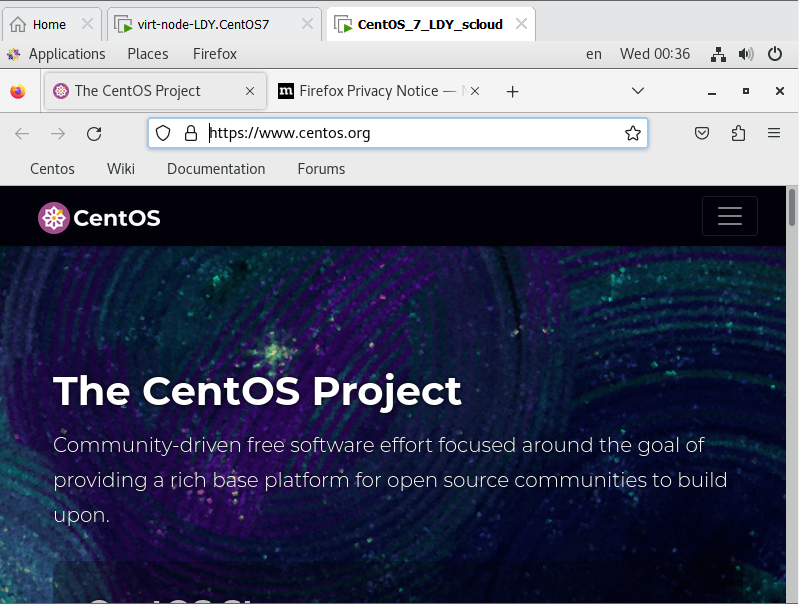 Home virt-node-LDY.CentOS7 CentOS_7_LDY_scloud
Applications Places Firefox en Wed 00:36
The CentOS Project Firefox Privacy Notice —
https://www.centos.org
Centos Wiki Documentation Forums
CentOS
The CentOS Project
Community-driven free software effort focused around the goal of
providing a rich base platform for open source communities to build
upon.